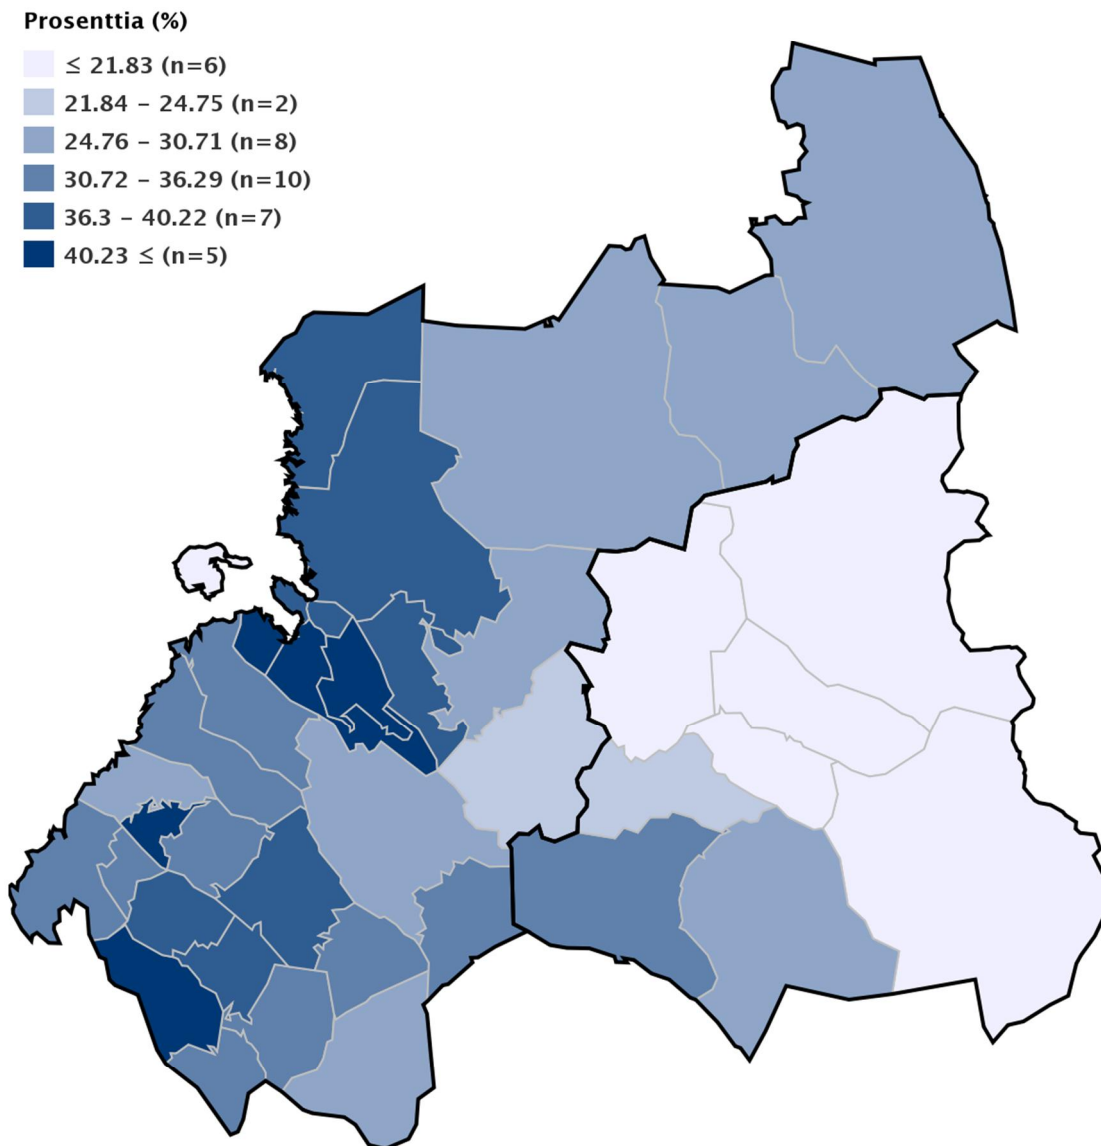 Prosenttia (%)
≤ 21.83 (n=6)
21.84 – 24.75 (n=2)
24.76 – 30.71 (n=8)
30.72 – 36.29 (n=10)
36.3 – 40.22 (n=7)
40.23 ≤ (n=5)